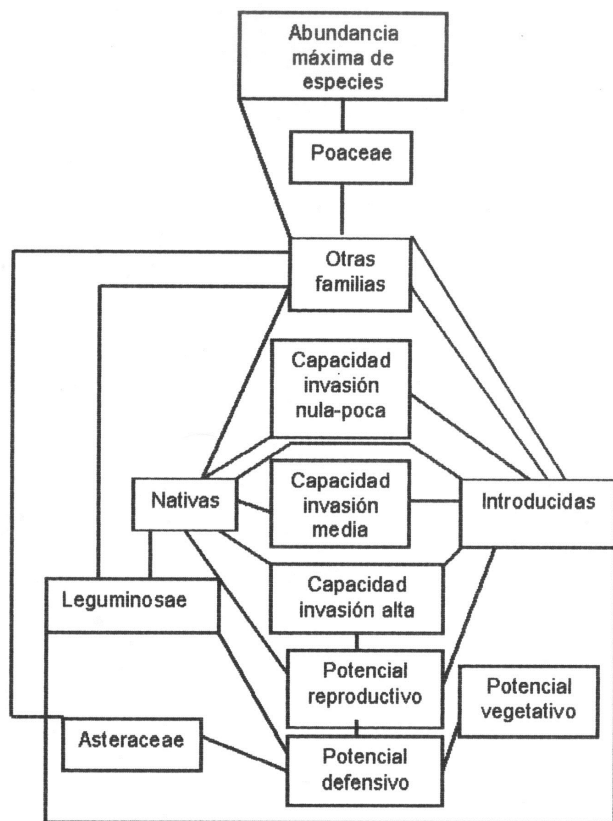 Abundancia
máxima de
especies
Poaceae
Otras
familias
Capacidad
invasión
nula-poca
Nativas
Capacidad
invasión
media
Introducidas
Leguminosae
Capacidad
invasión alta
Potencial
reproductivo
Potencial
vegetativo
Asteraceae
Potencial
defensivo